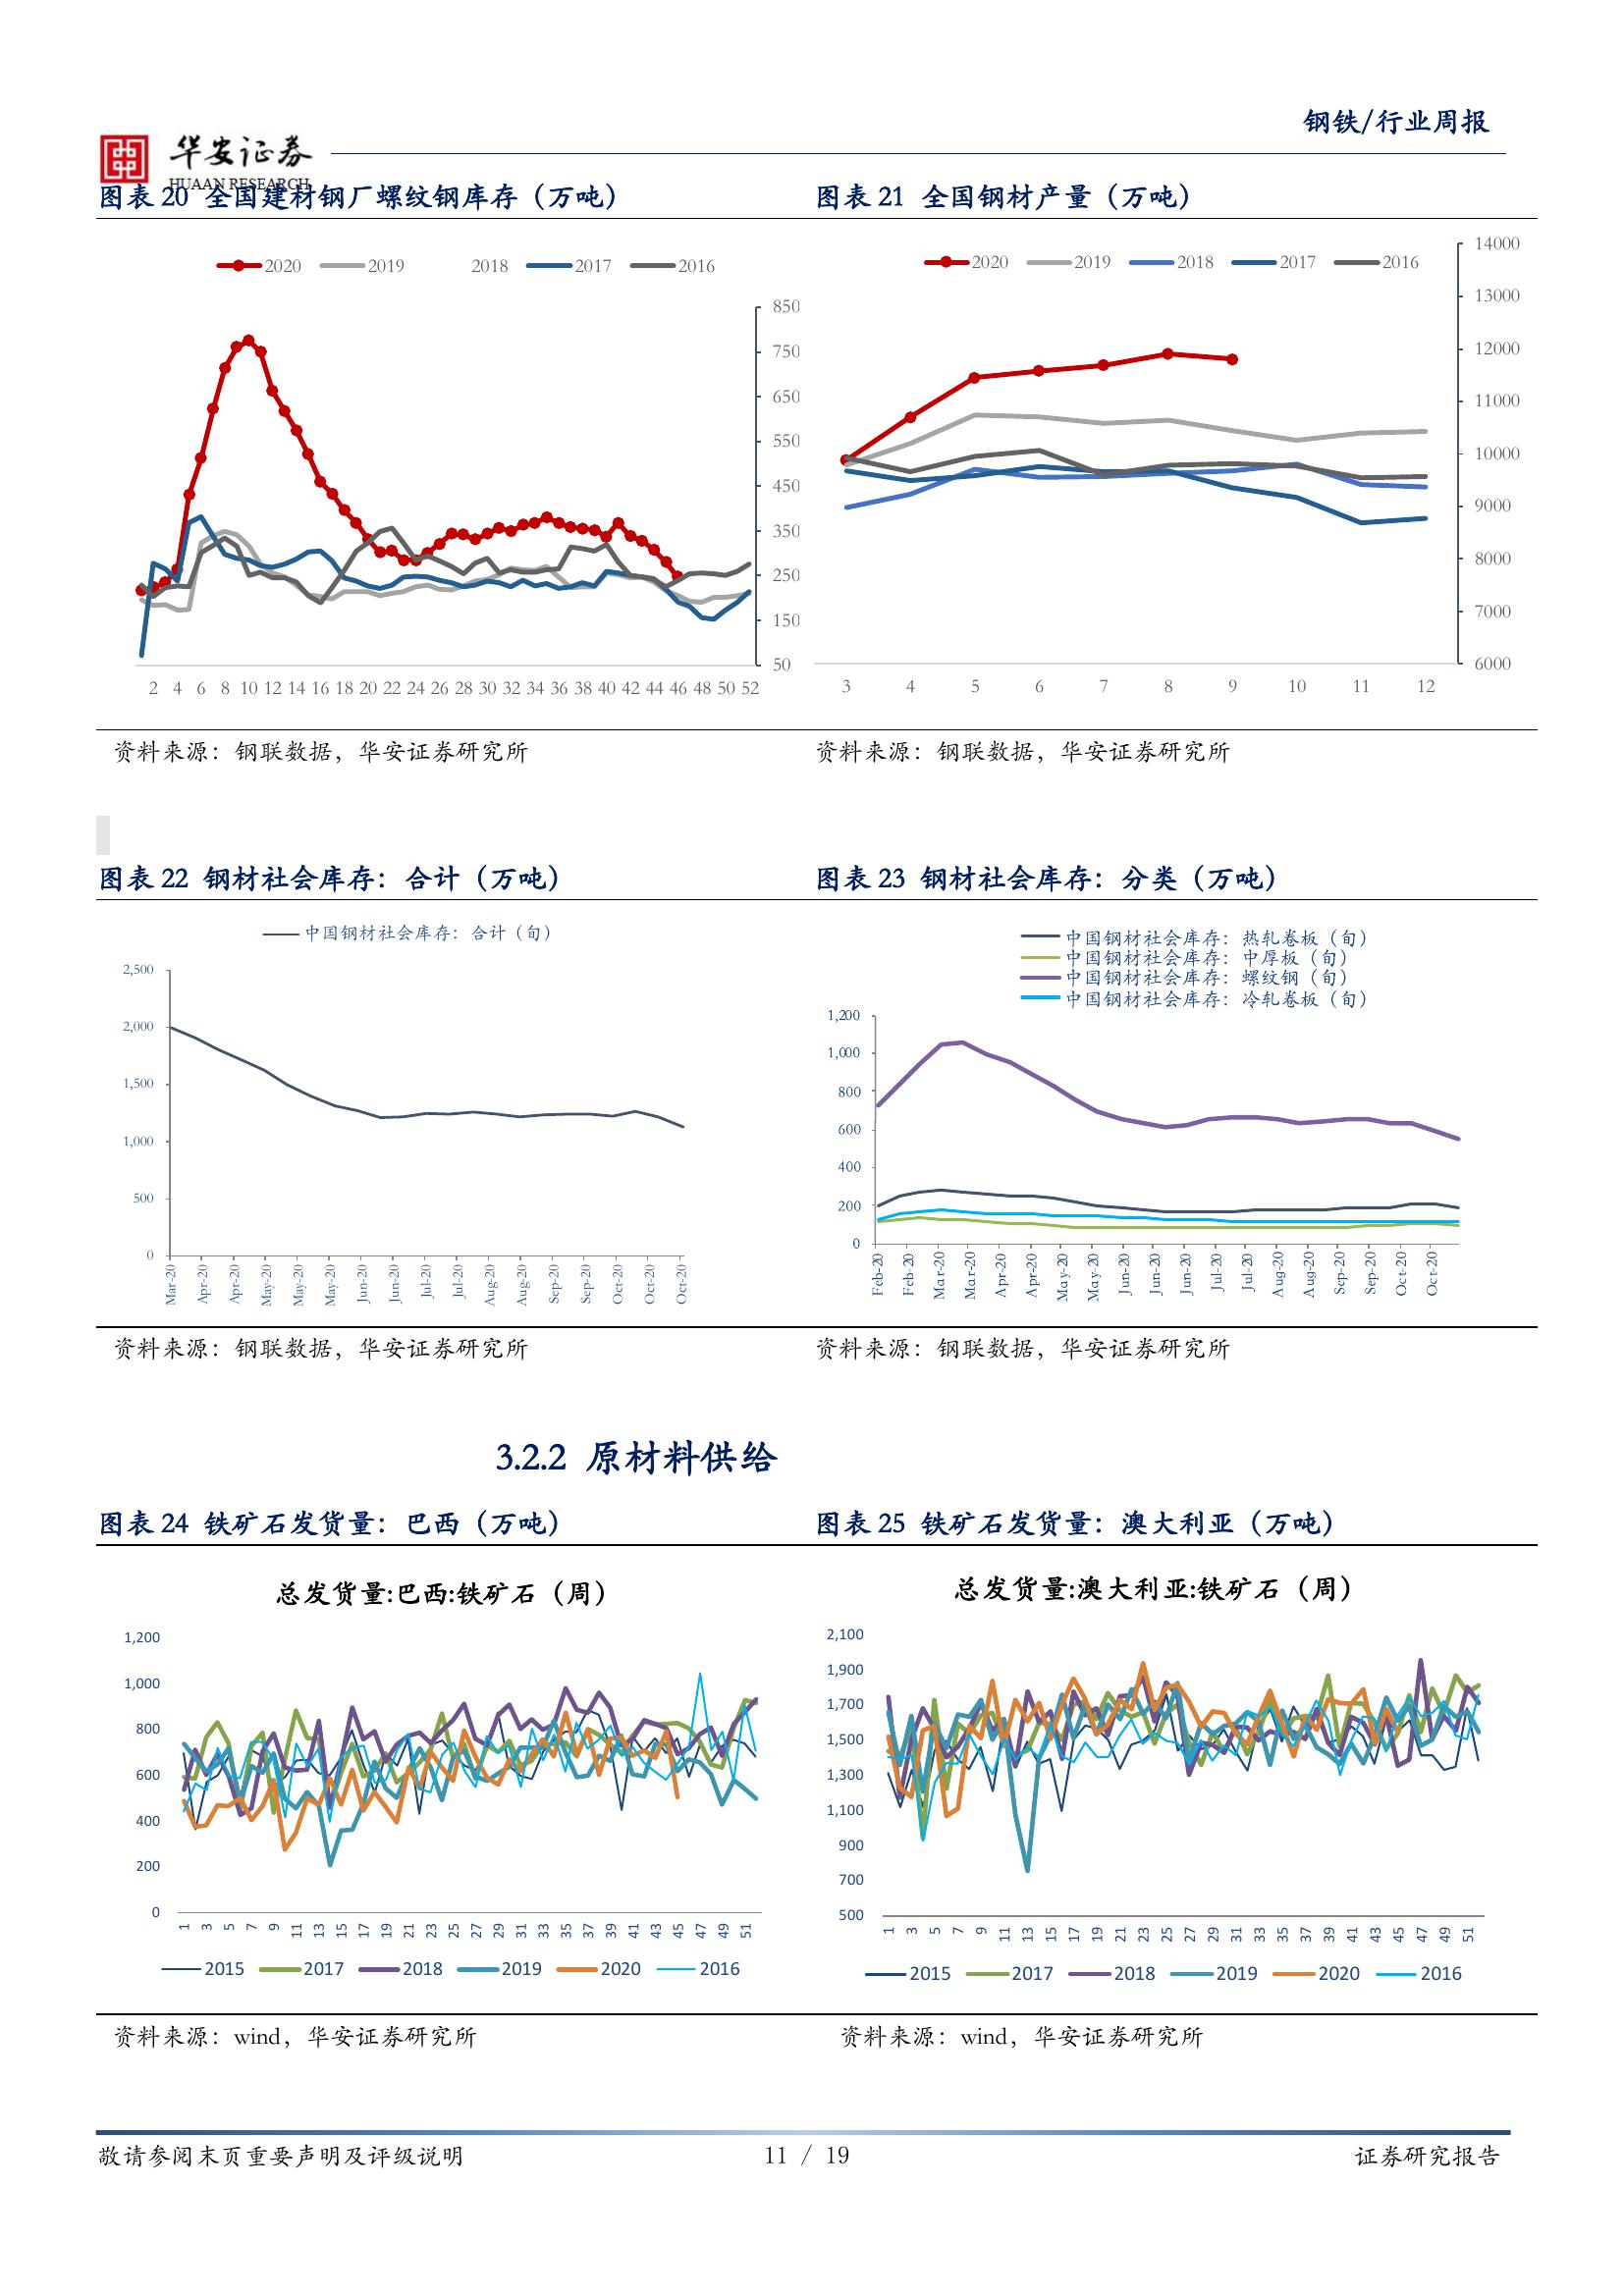 钢铁/行业周报
华安证券
HUAAN RESEARCH
图表 20 全国建材钢厂螺纹钢库存（万吨）
2020 2019 2018 2017 2016
850
750
650
550
450
350
250
150
50
2 4 6 8 10 12 14 16 18 20 22 24 26 28 30 32 34 36 38 40 42 44 46 48 50 52
资料来源：钢联数据，华安证券研究所
图表 21 全国钢材产量（万吨）
2020 2019 2018 2017 2016
14000
13000
12000
11000
10000
9000
8000
7000
6000
3 4 5 6 7 8 9 10 11 12
资料来源：钢联数据，华安证券研究所
图表 22 钢材社会库存：合计（万吨）
中国钢材社会库存：合计（旬）
2,500
2,000
1,500
1,000
500
0
Mar-20 Apr-20 Apr-20 May-20 May-20 May-20 Jun-20 Jun-20 Jul-20 Jul-20 Aug-20 Aug-20 Sep-20 Sep-20 Oct-20 Oct-20 Oct-20
资料来源：钢联数据，华安证券研究所
图表 23 钢材社会库存：分类（万吨）
中国钢材社会库存：热轧卷板（旬）
中国钢材社会库存：中厚板（旬）
中国钢材社会库存：螺纹钢（旬）
中国钢材社会库存：冷轧卷板（旬）
1,200
1,000
800
600
400
200
0
Feb-20 Feb-20 Mar-20 Mar-20 Apr-20 Apr-20 May-20 May-20 Jun-20 Jun-20 Jun-20 Jul-20 Jul-20 Aug-20 Aug-20 Sep-20 Sep-20 Oct-20 Oct-20
资料来源：钢联数据，华安证券研究所
3.2.2 原材料供给
图表 24 铁矿石发货量：巴西（万吨）
总发货量:巴西:铁矿石（周）
1,200
1,000
800
600
400
200
0
1 3 5 7 9 11 13 15 17 19 21 23 25 27 29 31 33 35 37 39 41 43 45 47 49 51
2015 2017 2018 2019 2020 2016
资料来源：wind，华安证券研究所
图表 25 铁矿石发货量：澳大利亚（万吨）
总发货量:澳大利亚:铁矿石（周）
2,100
1,900
1,700
1,500
1,300
1,100
900
700
500
1 3 5 7 9 11 13 15 17 19 21 23 25 27 29 31 33 35 37 39 41 43 45 47 49 51
2015 2017 2018 2019 2020 2016
资料来源：wind，华安证券研究所
敬请参阅末页重要声明及评级说明
11 / 19
证券研究报告